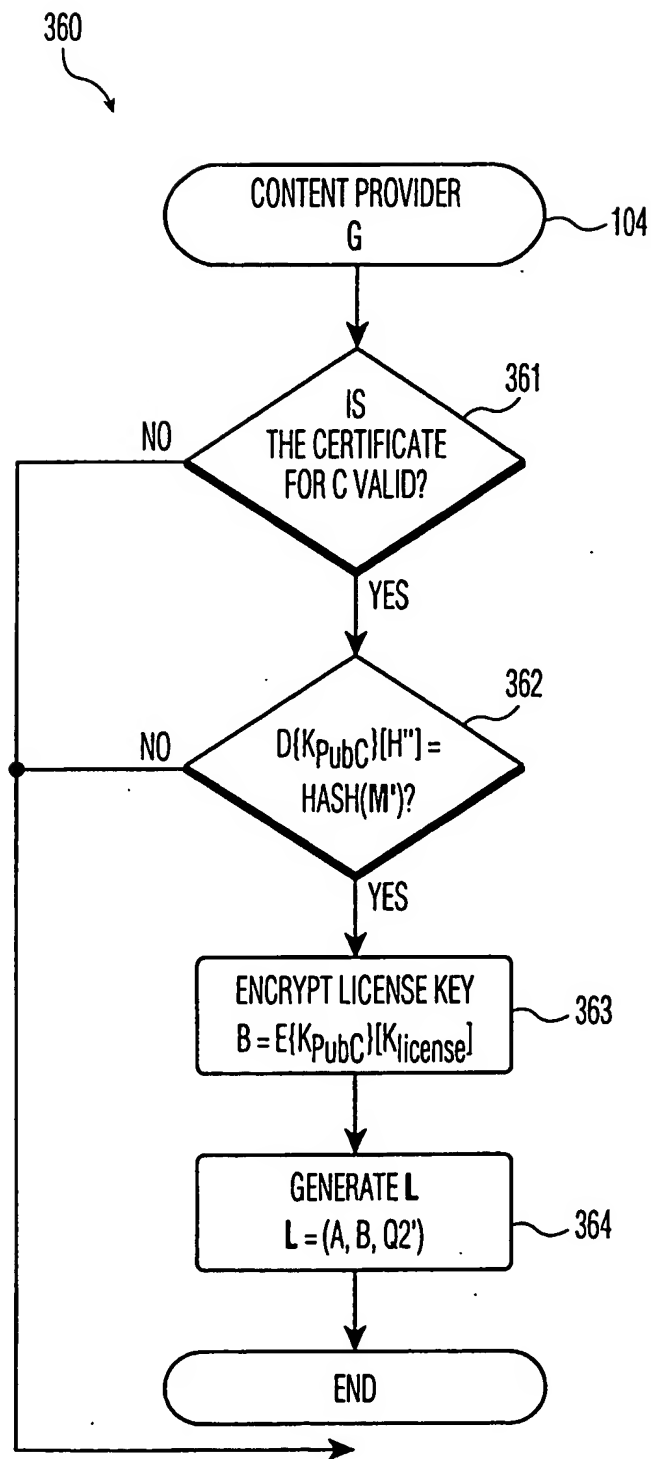 360
CONTENT PROVIDER
G
104
IS
THE CERTIFICATE
FOR C VALID?
361
NO
YES
D{KPubC}[H"] =
HASH(M')?
362
NO
YES
ENCRYPT LICENSE KEY
B = E{KPubC}[Klicense]
363
GENERATE L
L = (A, B, Q2')
364
END